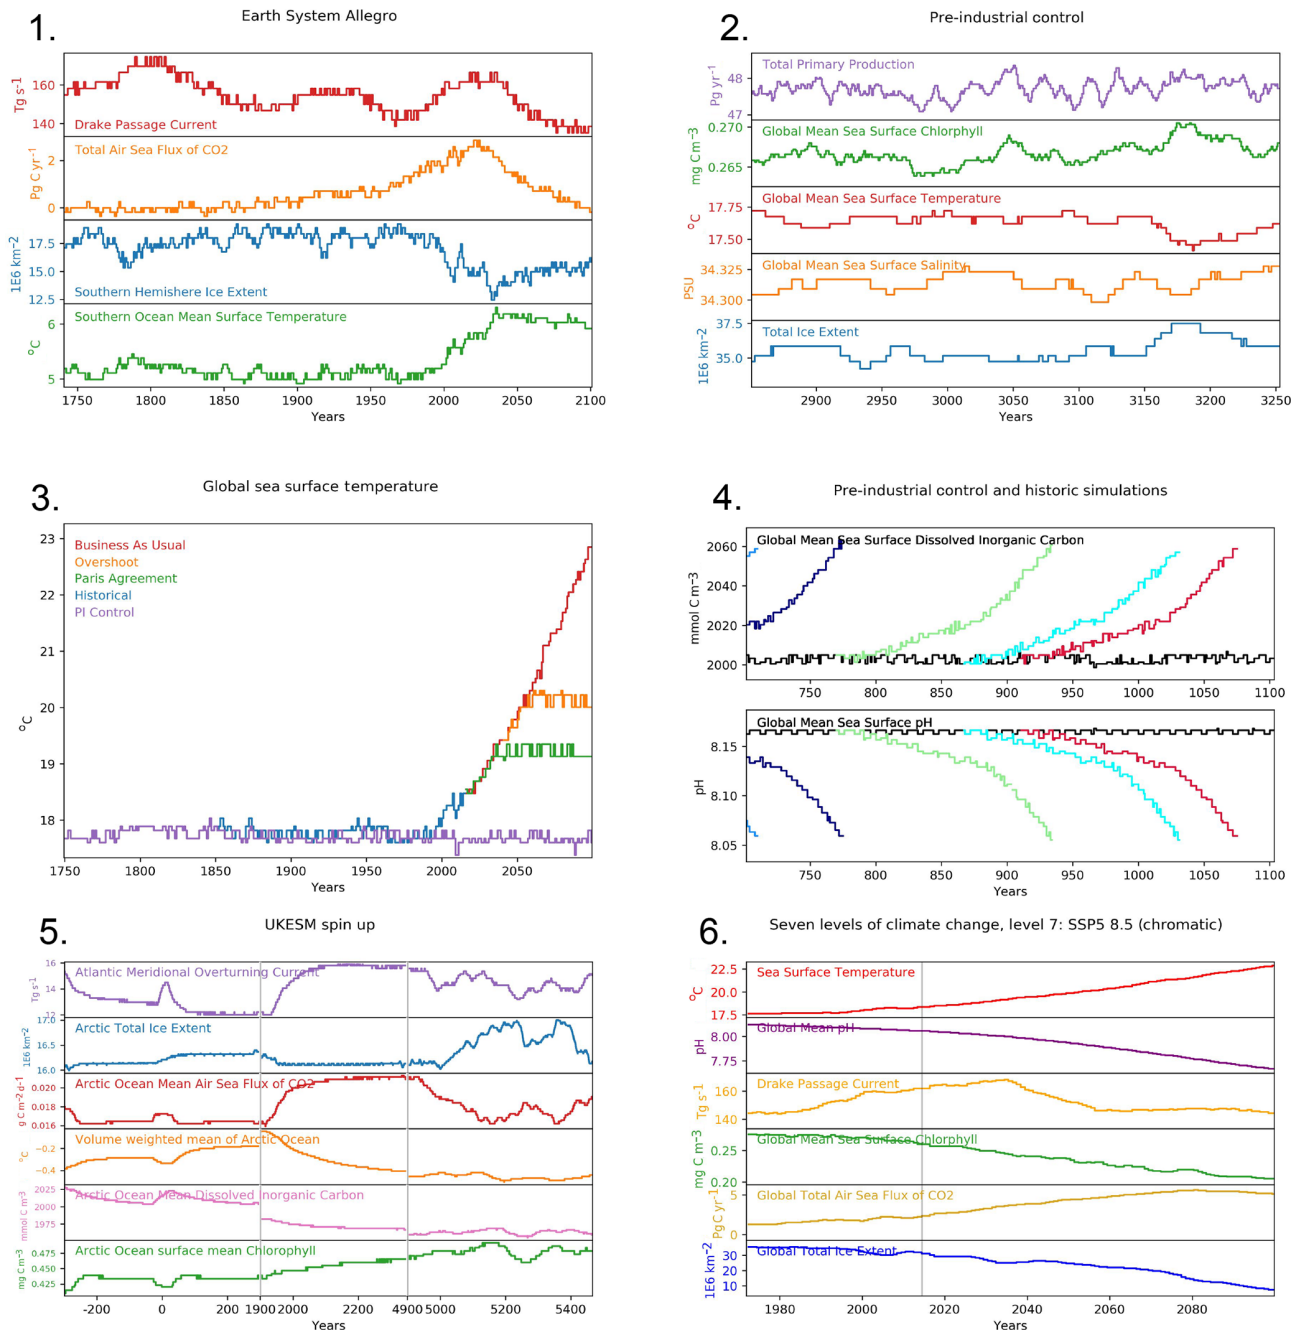 1.
Earth System Allegro
Tg s-1
160
140
Drake Passage Current
Pg C yr-1
2
0
Total Air Sea Flux of CO2
1E6 km-2
17.5
15.0
12.5
Southern Hemishere Ice Extent
°C
6
5
Southern Ocean Mean Surface Temperature
1750 1800 1850 1900 1950 2000 2050 2100
Years
2.
Pre-industrial control
Pg yr-1
48
47
Total Primary Production
mg C m-3
0.270
0.265
Global Mean Sea Surface Chlorphyll
°C
17.75
17.50
Global Mean Sea Surface Temperature
PSU
34.325
34.300
Global Mean Sea Surface Salinity
1E6 km-2
37.5
35.0
Total Ice Extent
2900 2950 3000 3050 3100 3150 3200 3250
Years
3.
Global sea surface temperature
°C
23
22
21
20
19
18
Business As Usual
Overshoot
Paris Agreement
Historical
PI Control
1750 1800 1850 1900 1950 2000 2050
Years
4.
Pre-industrial control and historic simulations
mmol C m-3
2060
2040
2020
2000
Global Mean Sea Surface Dissolved Inorganic Carbon
750 800 850 900 950 1000 1050 1100
pH
8.15
8.10
8.05
Global Mean Sea Surface pH
750 800 850 900 950 1000 1050 1100
Years
5.
UKESM spin up
Tg s-1
16
14
12
Atlantic Meridional Overturning Current
1E6 km-2
17.0
16.5
16.0
Arctic Total Ice Extent
g C m-2 d-1
0.020
0.018
0.016
Arctic Ocean Mean Air Sea Flux of CO2
°C
−0.2
−0.4
Volume weighted mean of Arctic Ocean
mmol C m-3
2025
2000
1975
Arctic Ocean Mean Dissolved Inorganic Carbon
mg C m-3
0.475
0.450
0.425
Arctic Ocean surface mean Chlorophyll
-200 0 200 1900 2000 2200 4900 5000 5200 5400
Years
6.
Seven levels of climate change, level 7: SSP5 8.5 (chromatic)
°C
22.5
20.0
17.5
Sea Surface Temperature
pH
8.00
7.75
Global Mean pH
Tg s-1
160
140
Drake Passage Current
mg C m-3
0.25
0.20
Global Mean Sea Surface Chlorphyll
Pg C yr-1
5
0
Global Total Air Sea Flux of CO2
1E6 km-2
30
20
10
Global Total Ice Extent
1980 2000 2020 2040 2060 2080
Years